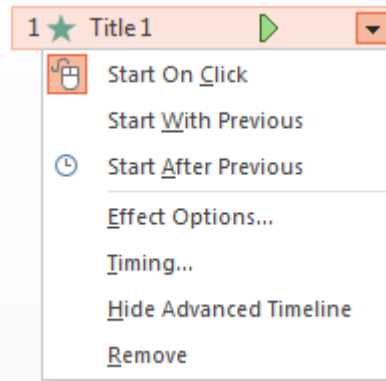 1 Title 1
Start On Click
Start With Previous
Start After Previous
Effect Options...
Timing...
Hide Advanced Timeline
Remove